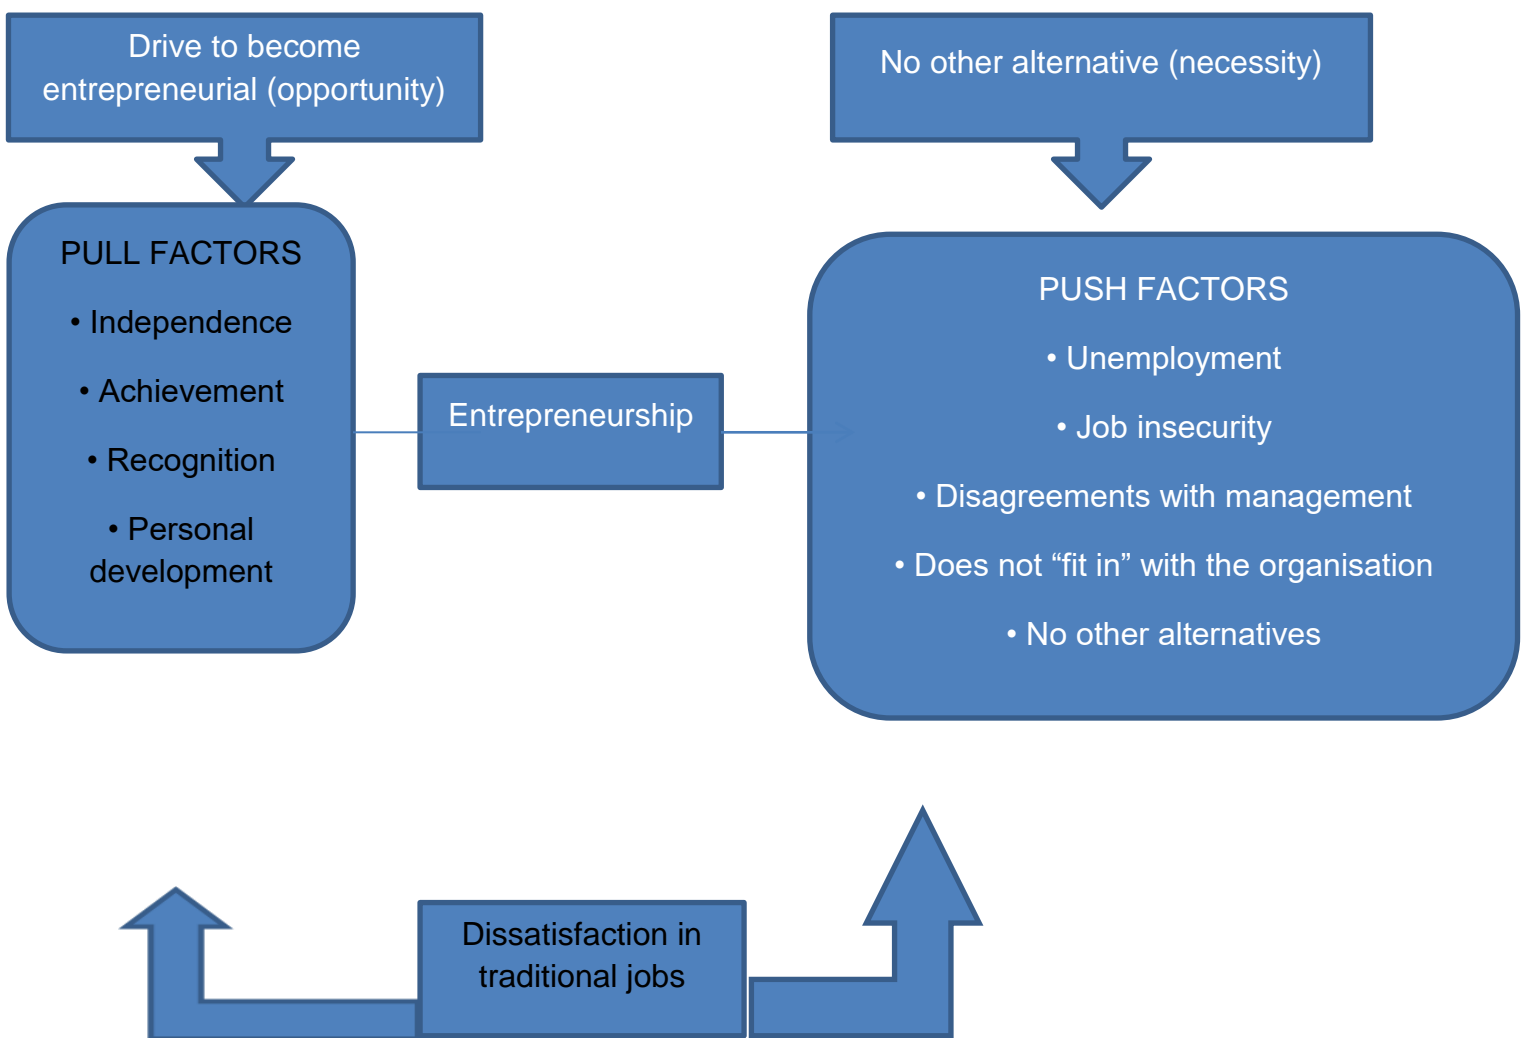 Drive to become
entrepreneurial (opportunity)
No other alternative (necessity)
PULL FACTORS
• Independence
• Achievement
• Recognition
• Personal
development
Entrepreneurship
PUSH FACTORS
• Unemployment
• Job insecurity
• Disagreements with management
• Does not “fit in” with the organisation
• No other alternatives
Dissatisfaction in
traditional jobs